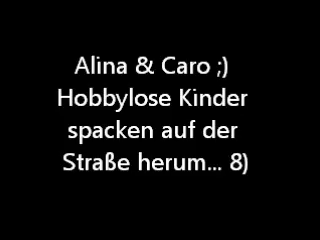 Alina & Caro ;)
Hobbylose Kinder
spacken auf der
Straße herum... 8)